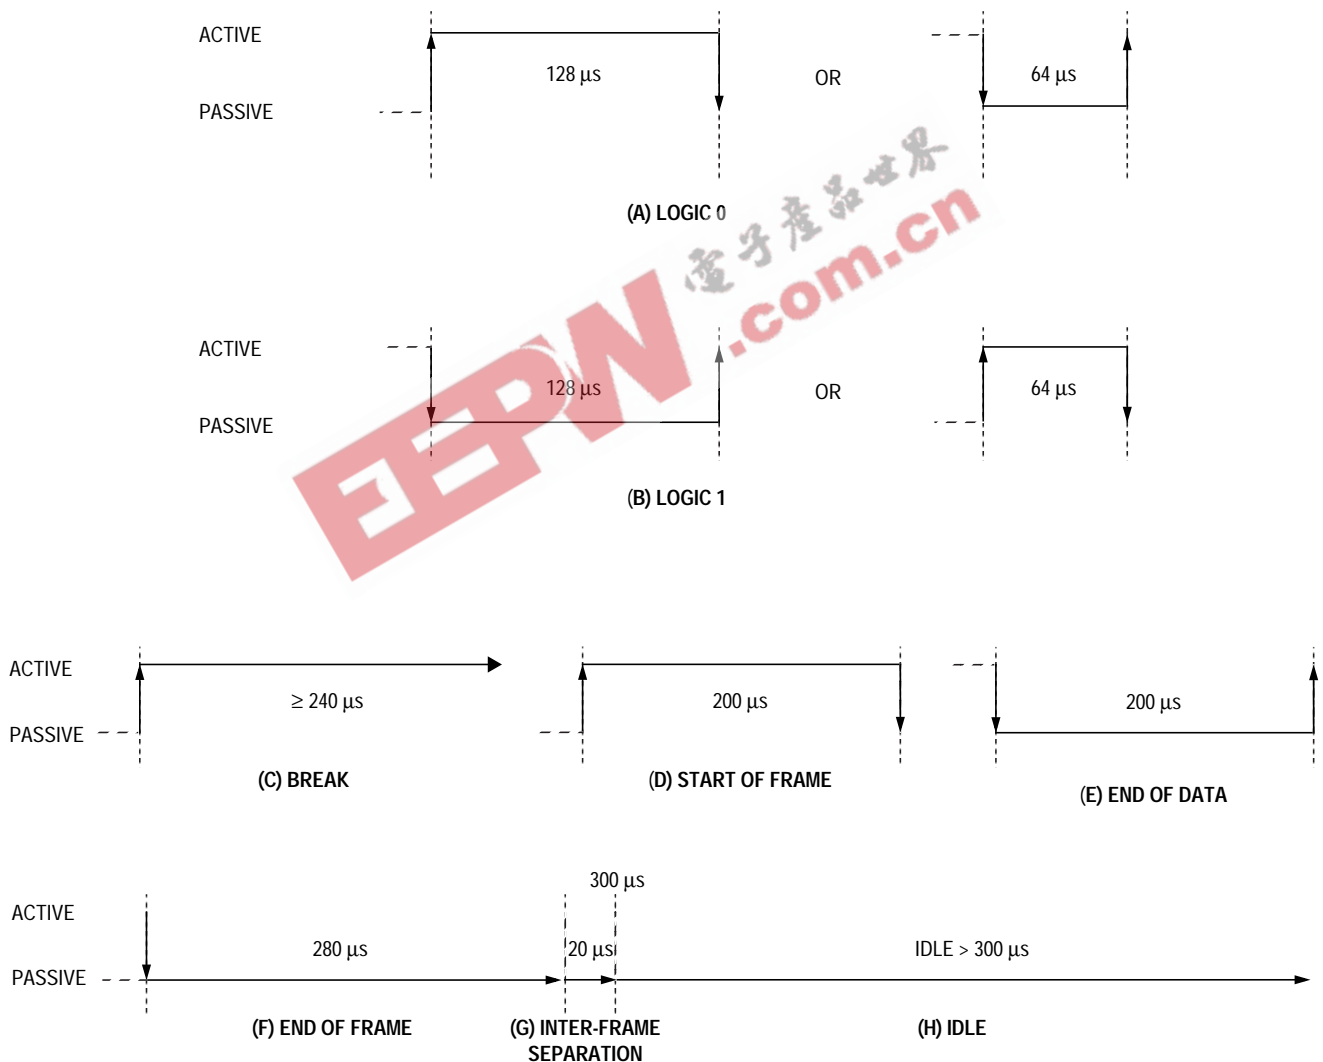 ACTIVE
128 µs
OR
64 µs
PASSIVE
(A) LOGIC 0
電子產品世界
EEPW.com.cn
ACTIVE
128 µs
OR
64 µs
PASSIVE
(B) LOGIC 1
ACTIVE
≥ 240 µs
200 µs
200 µs
PASSIVE
(C) BREAK
(D) START OF FRAME
(E) END OF DATA
300 µs
ACTIVE
280 µs
20 µs
IDLE > 300 µs
PASSIVE
(F) END OF FRAME
(G) INTER-FRAME
SEPARATION
(H) IDLE